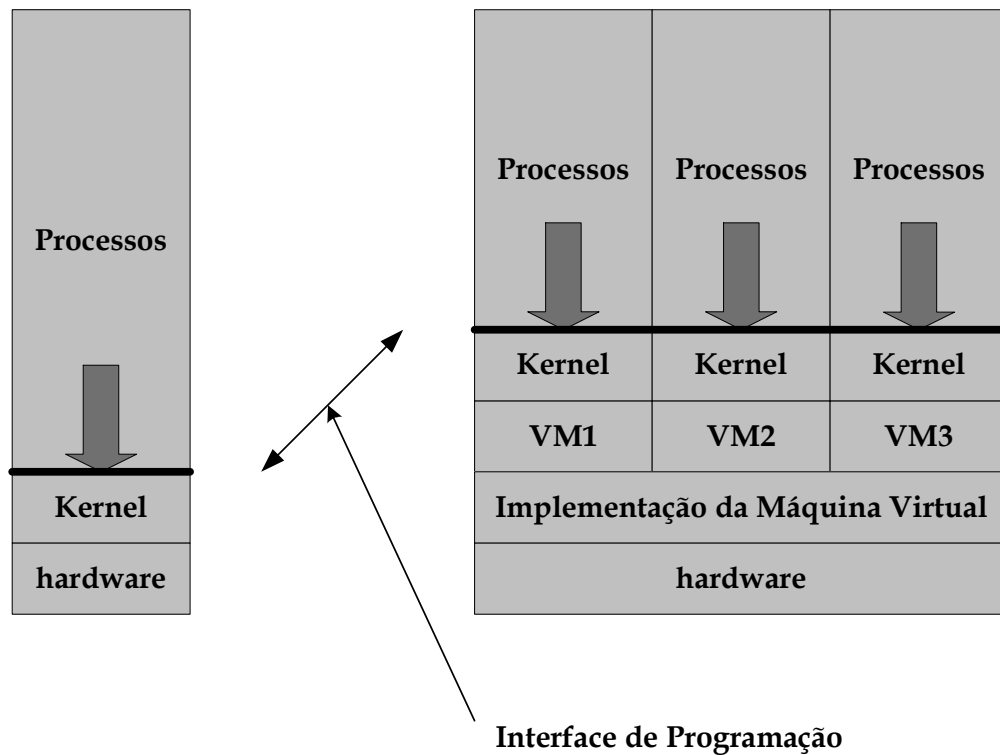 Processos
Kernel
hardware
Processos Processos Processos
Kernel Kernel Kernel
VM1 VM2 VM3
Implementação da Máquina Virtual
hardware
Interface de Programação